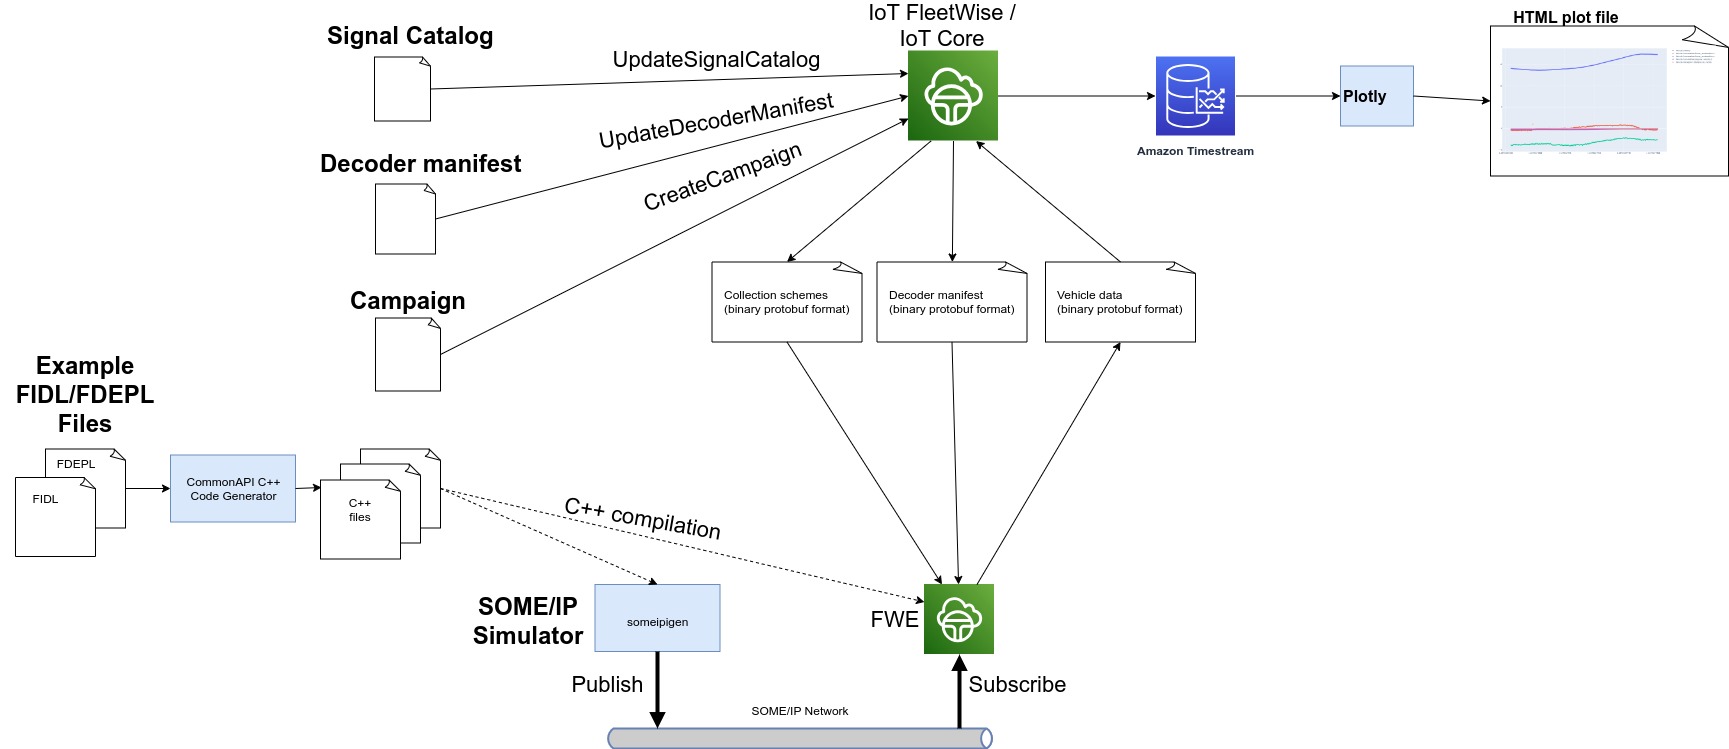 IoT FleetWise /
IoT Core
HTML plot file
Signal Catalog
UpdateSignalCatalog
UpdateDecoderManifest
Plotly
Amazon Timestream
Decoder manifest
CreateCampaign
Collection schemes
(binary protobuf format)
Decoder manifest
(binary protobuf format)
Vehicle data
(binary protobuf format)
Campaign
Example
FIDL/FDEPL
Files
FDEPL
FIDL
CommonAPI C++
Code Generator
C++
files
C++ compilation
SOME/IP
Simulator
someipigen
FWE
Publish
Subscribe
SOME/IP Network